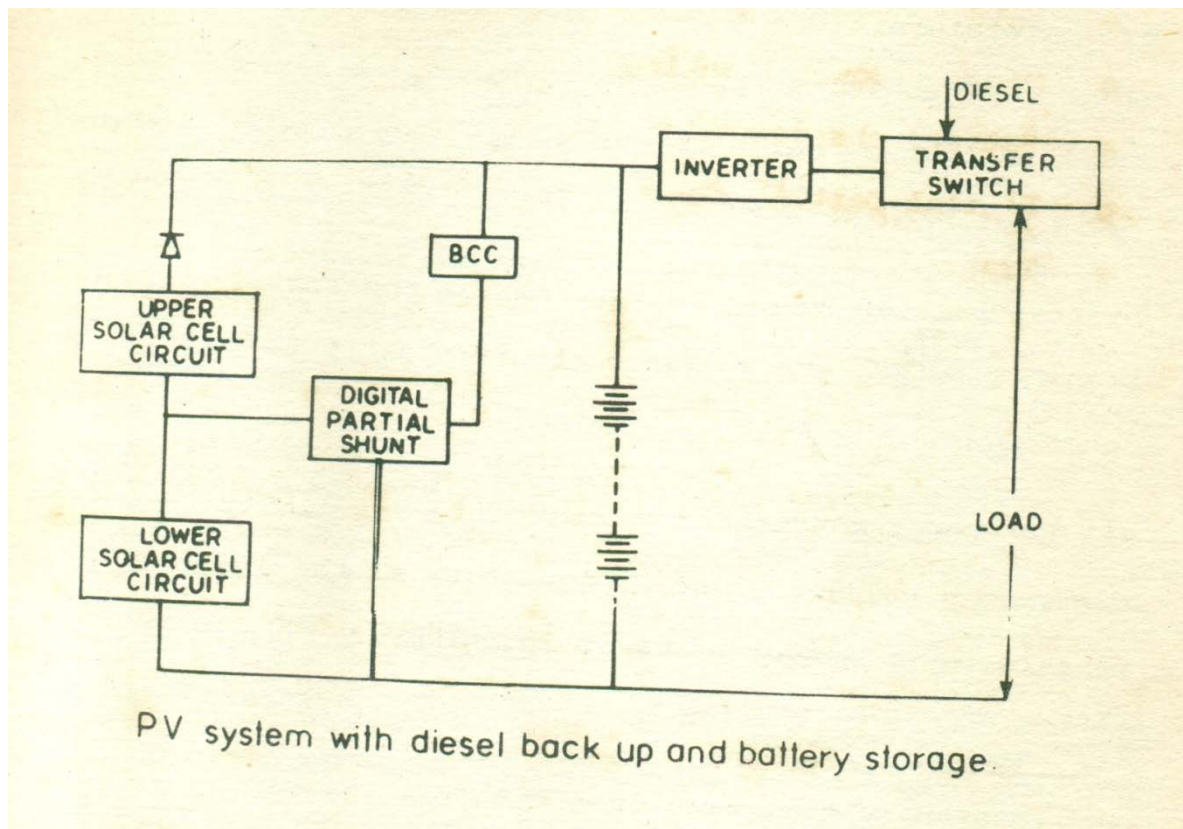 DIESEL
INVERTER
TRANSFER
SWITCH
BCC
UPPER
SOLAR CELL
CIRCUIT
DIGITAL
PARTIAL
SHUNT
LOWER
SOLAR CELL
CIRCUIT
LOAD
PV system with diesel back up and battery storage.